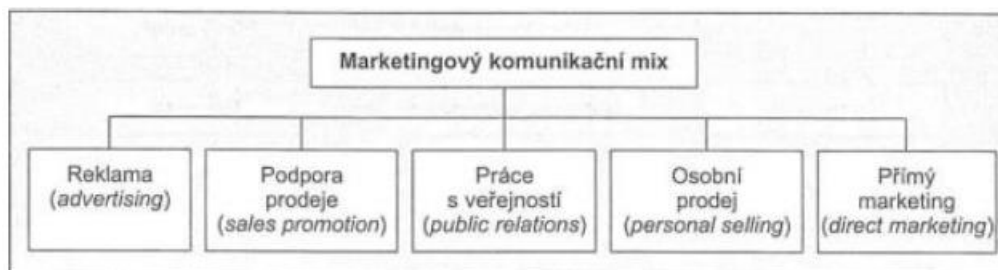 Marketingový komunikační mix
Reklama
(advertising)
Podpora
prodeje
(sales promotion)
Práce
s veřejností
(public relations)
Osobní
prodej
(personal selling)
Přímý
marketing
(direct marketing)